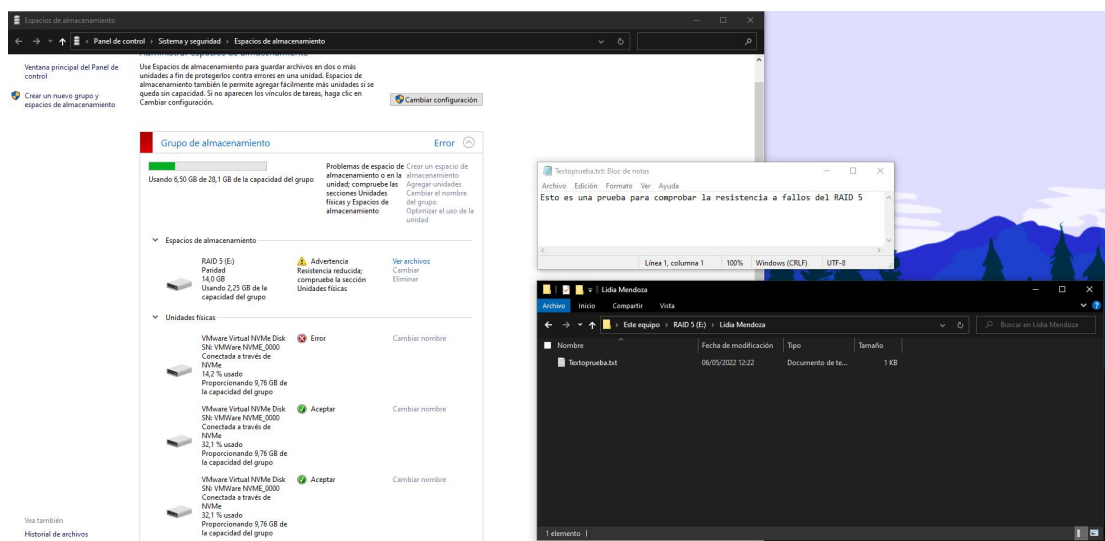 Espacios de almacenamiento
Panel de control › Sistema y seguridad › Espacios de almacenamiento
Ventana principal del Panel de
control
Crear un nuevo grupo y
espacios de almacenamiento
Use Espacios de almacenamiento para guardar archivos en dos o más
unidades a fin de protegerlos contra errores en una unidad. Espacios de
almacenamiento también le permite agregar fácilmente más unidades si se
queda sin capacidad. Si no aparecen los vínculos de tareas, haga clic en
Cambiar configuración.
Cambiar configuración
Grupo de almacenamiento
Error
Usando 6,50 GB de 28,1 GB de la capacidad del grupo
Problemas de espacio de
almacenamiento o en la
unidad; compruebe las
secciones Unidades
físicas y Espacios de
almacenamiento
Crear un espacio de
almacenamiento
Agregar unidades
Cambiar el nombre
del grupo
Optimizar el uso de la
unidad
Espacios de almacenamiento
RAID 5 (E:)
Paridad
14,0 GB
Usando 2,25 GB de la
capacidad del grupo
Advertencia
Resistencia reducida;
compruebe la sección
Unidades físicas
Ver archivos
Cambiar
Eliminar
Unidades físicas
VMware Virtual NVMe Disk
SN: VMWare NVME_0000
Conectada a través de
NVMe
14,2 % usado
Proporcionando 9,76 GB de
la capacidad del grupo
Error
Cambiar nombre
VMware Virtual NVMe Disk
SN: VMWare NVME_0000
Conectada a través de
NVMe
32,1 % usado
Proporcionando 9,76 GB de
la capacidad del grupo
Aceptar
Cambiar nombre
VMware Virtual NVMe Disk
SN: VMWare NVME_0000
Conectada a través de
NVMe
32,1 % usado
Proporcionando 9,76 GB de
la capacidad del grupo
Aceptar
Cambiar nombre
Vea también
Historial de archivos
Textoprueba.txt: Bloc de notas
Archivo Edición Formato Ver Ayuda
Esto es una prueba para comprobar la resistencia a fallos del RAID 5
Línea 1, columna 1 100% Windows (CRLF) UTF-8
Lidia Mendoza
Archivo Inicio Compartir Vista
Este equipo › RAID 5 (E:) › Lidia Mendoza
Buscar en Lidia Mendoza
Nombre Fecha de modificación Tipo Tamaño
Textoprueba.txt 06/05/2022 12:22 Documento de te... 1 KB
1 elemento